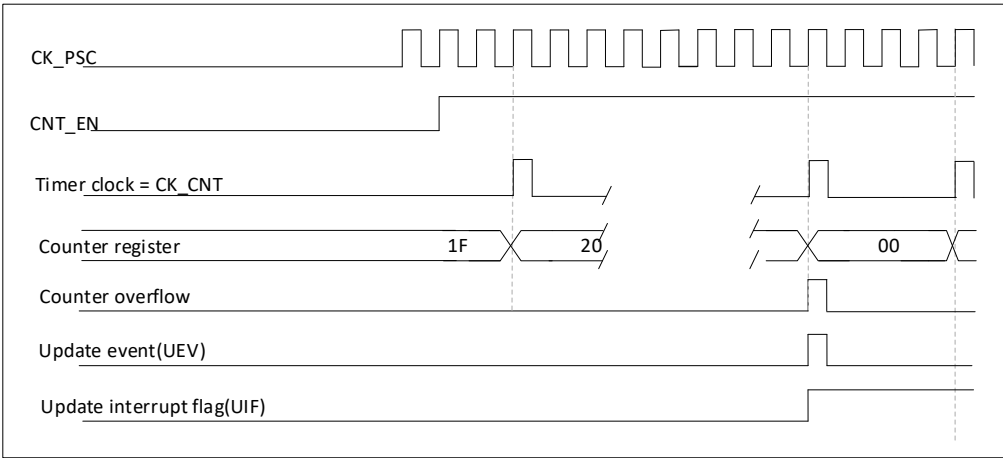 CK_PSC
CNT_EN
Timer clock = CK_CNT
Counter register
1F
20
00
Counter overflow
Update event(UEV)
Update interrupt flag(UIF)